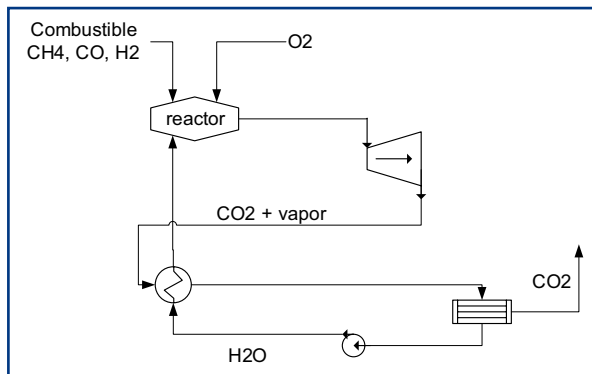 Combustible
CH4, CO, H2
O2
reactor
CO2 + vapor
CO2
H2O